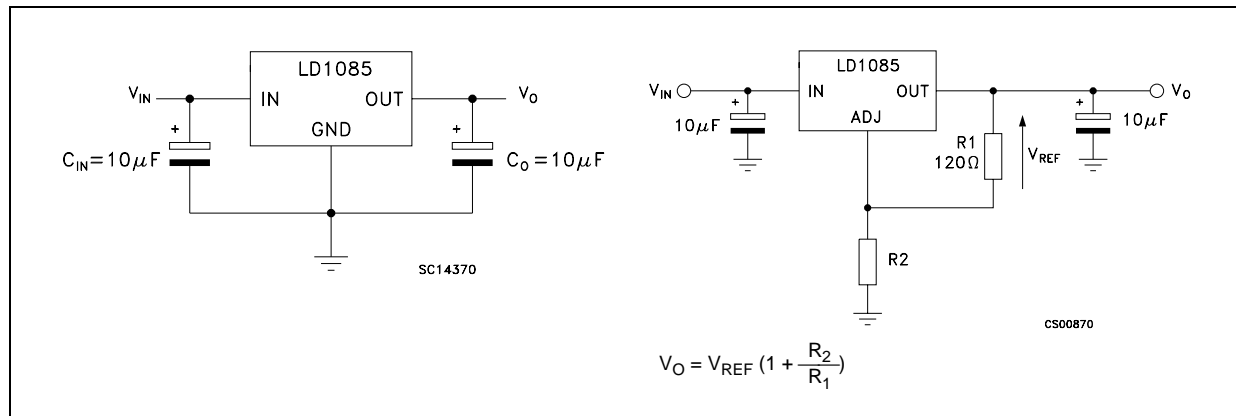 LD1085
V_IN IN OUT V_O
GND
+ +
C_IN=10μF C_O=10μF
SC14370
LD1085
V_IN IN OUT V_O
+ +
10μF ADJ 10μF
R1
120Ω V_REF
R2
CS00870
V_O = V_REF (1 + R_2/R_1)